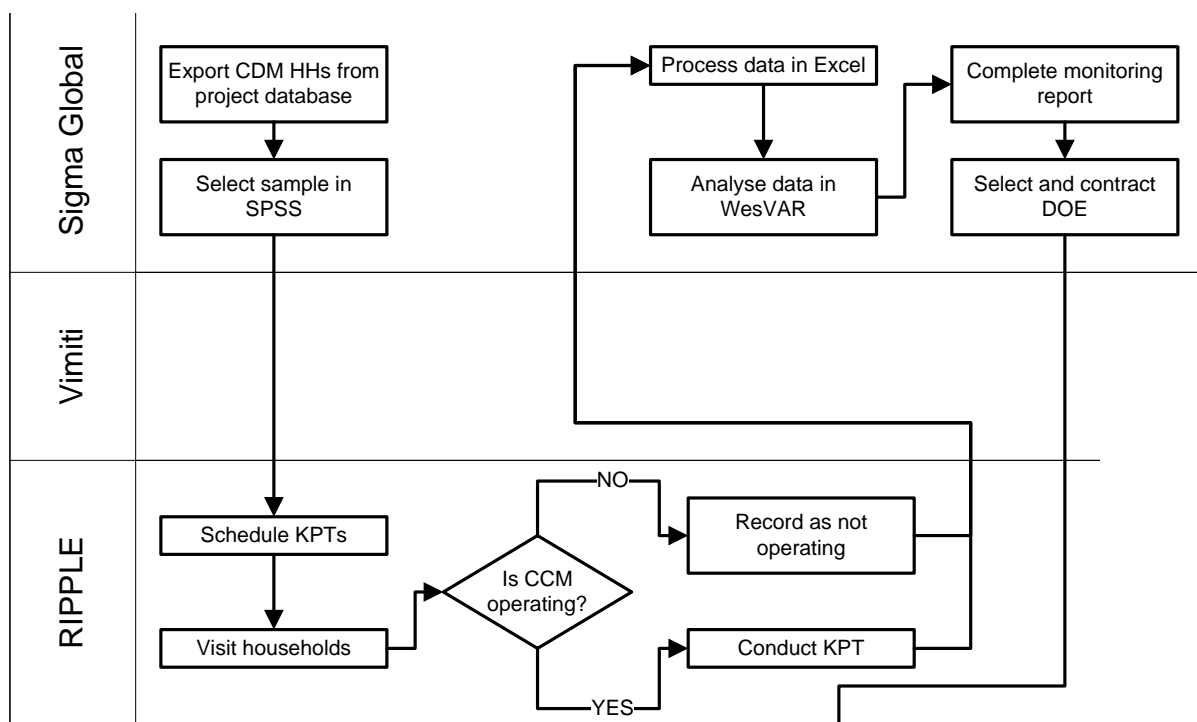 Sigma Global
Export CDM HHs from
project database
Select sample in
SPSS
Process data in Excel
Analyse data in
WesVAR
Complete monitoring
report
Select and contract
DOE
Vimiti
RIPPLE
Schedule KPTs
Visit households
Is CCM
operating?
NO
Record as not
operating
YES
Conduct KPT